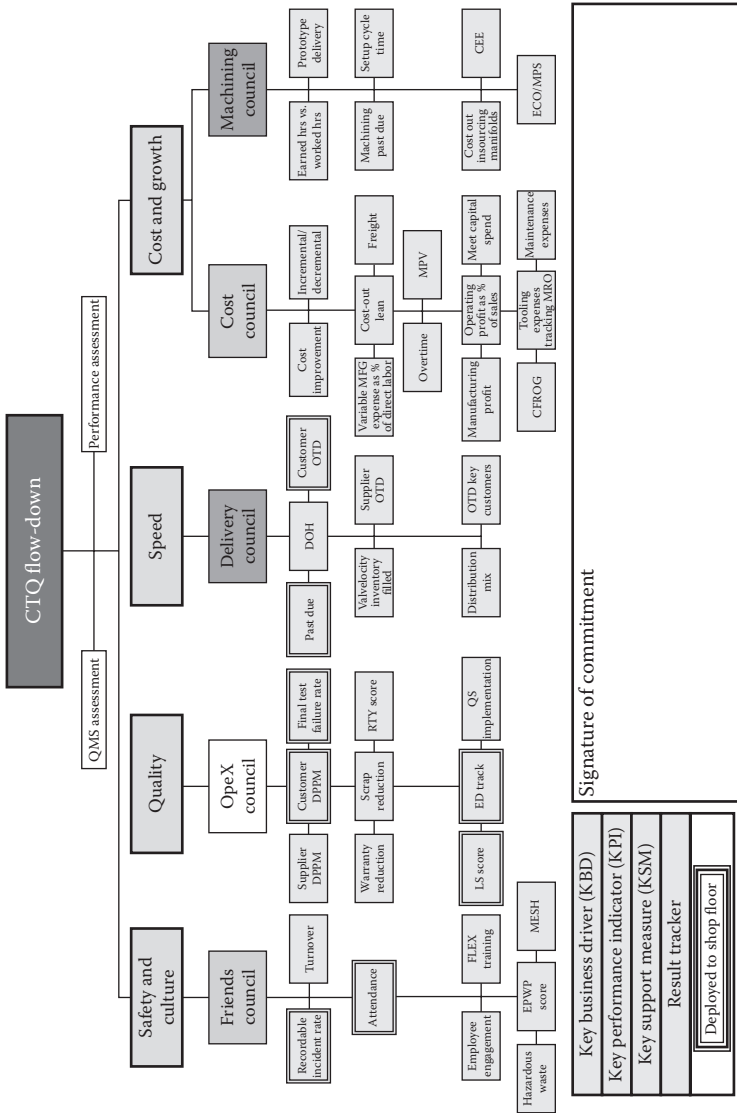 CTQ flow-down
QMS assessment
Performance assessment
Safety and
culture
Quality
Speed
Cost and growth
Friends
council
OpeX
council
Delivery
council
Cost
council
Machining
council
Recordable
incident rate
Turnover
Attendance
Employee
engagement
FLEX
training
Hazardous
waste
EPWP
score
MESH
Supplier
DPPM
Customer
DPPM
Final test
failure rate
Warranty
reduction
Scrap
reduction
RTY score
LS score
ED track
QS
implementation
Past due
DOH
Customer
OTD
Valvelocity
inventory
filled
Supplier
OTD
Distribution
mix
OTD key
customers
Cost
improvement
Incremental/
decremental
Variable MFG
expense as %
of direct labor
Cost-out
lean
Freight
Overtime
MPV
Manufacturing
profit
Operating
profit as %
of sales
Meet capital
spend
CFROG
Tooling
expenses
tracking MRO
Maintenance
expenses
Earned hrs vs.
worked hrs
Prototype
delivery
Machining
past due
Setup cycle
time
Cost out
insourcing
manifolds
CEE
ECO/MPS
Key business driver (KBD)
Key performance indicator (KPI)
Key support measure (KSM)
Result tracker
Deployed to shop floor
Signature of commitment